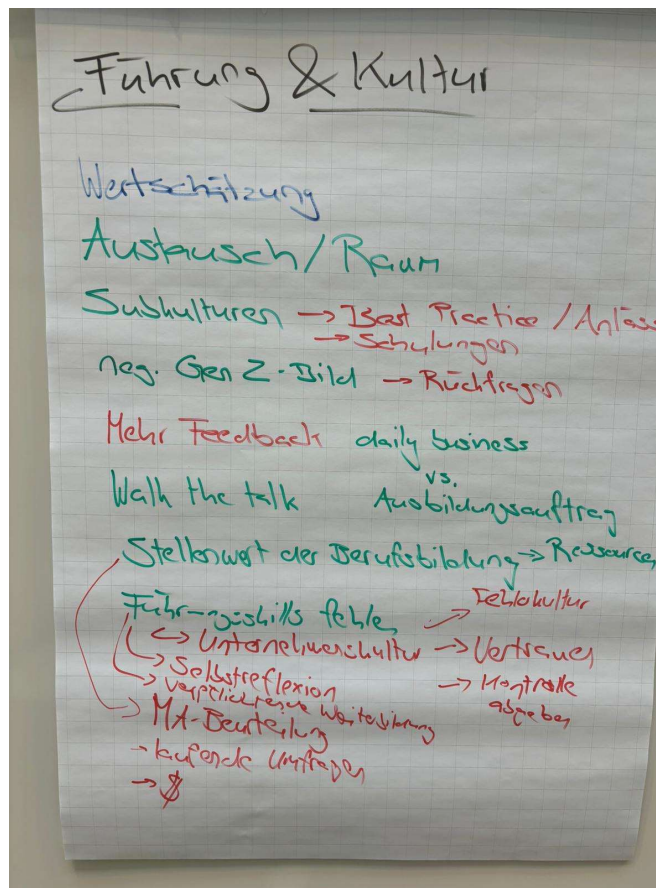 Führung & Kultur
Wertschätzung
Austausch/Raum
Subkulturen → Best Practice / Anläss
→ Schulungen
neg. Gen Z-Bild → Rückfragen
Mehr Feedback daily business
vs.
Walk the talk Ausbildungsauftrag
Stellenwert der Berufsbildung → Ressourcen
Führungsskills fehlen → Fehlerkultur
↔ Unternehmenskultur → Vertrauen
→ Selbstreflexion → Kontrolle
abgeben
→ verpflichtende Weiterbildung
→ MA-Beurteilung
→ laufende Umfragen
→ $